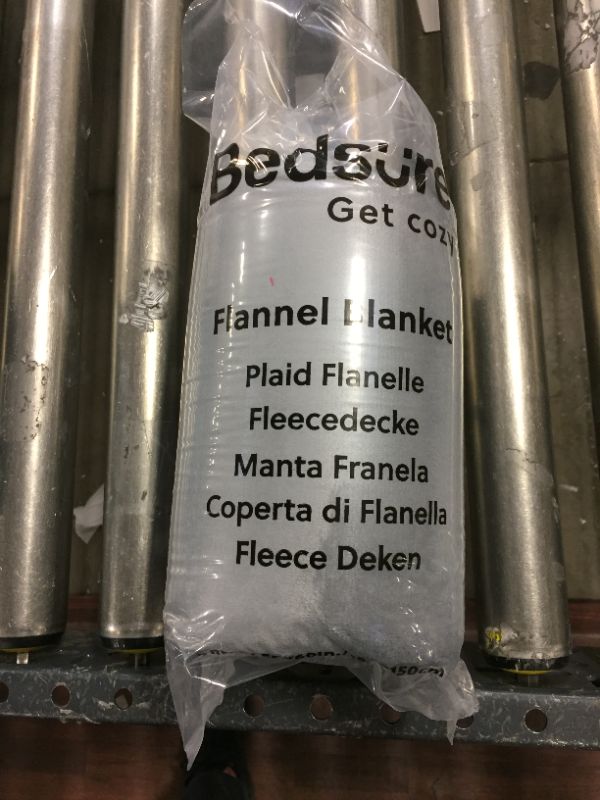 Bedsure
Get cozy
Flannel Blanket
Plaid Flanelle
Fleecedecke
Manta Franela
Coperta di Flanella
Fleece Deken